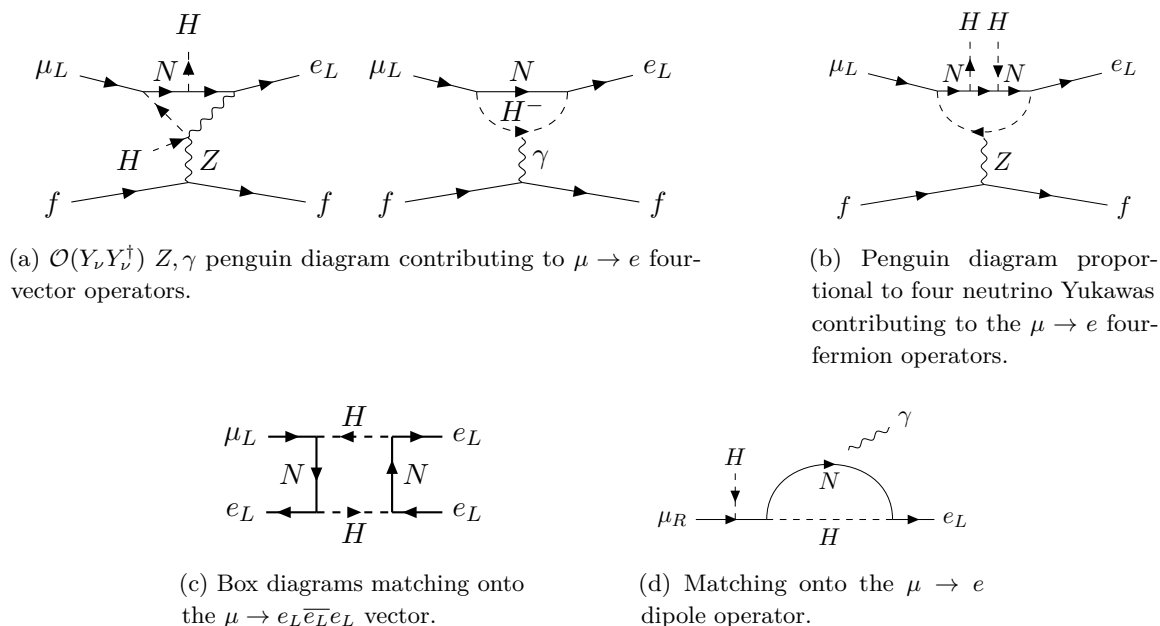 H
H H
μ_L N e_L
μ_L N e_L
μ_L N N e_L
H^-
H Z
γ
Z
f f
f f
f f
(a) 𝒪(Y_ν Y_ν^†) Z, γ penguin diagram contributing to μ → e four-
vector operators.
(b) Penguin diagram propor-
tional to four neutrino Yukawas
contributing to the μ → e four-
fermion operators.
μ_L H e_L
N N
e_L H e_L
γ
H
N
μ_R H e_L
(c) Box diagrams matching onto
the μ → e_L \overline{e_L} e_L vector.
(d) Matching onto the μ → e
dipole operator.